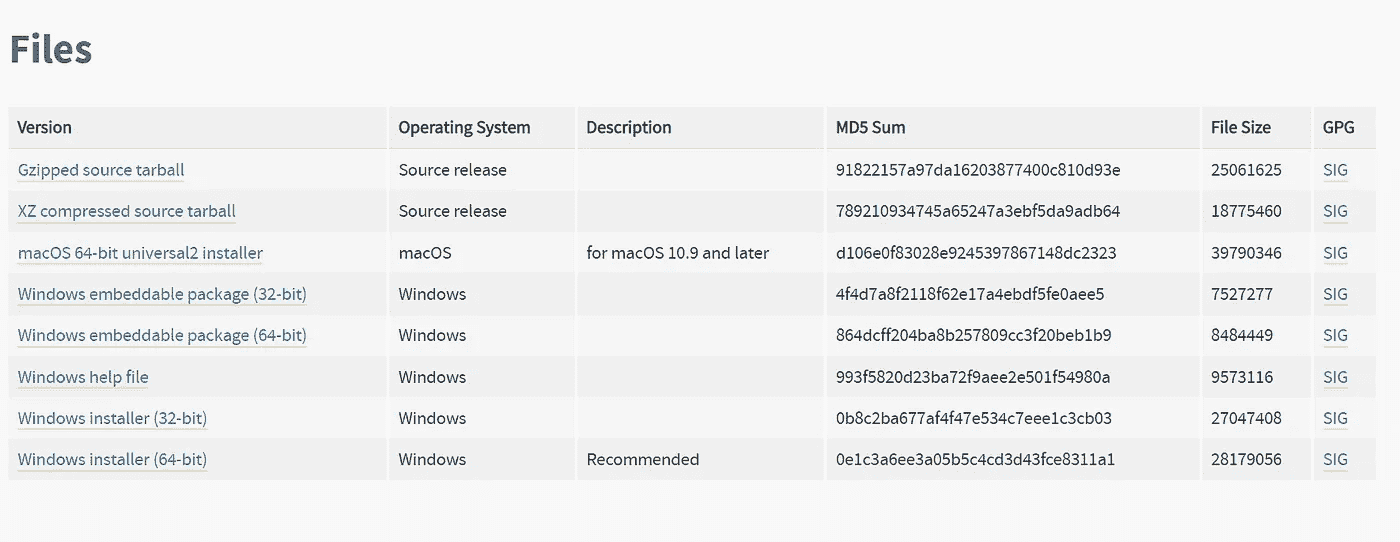 Files
Version Operating System Description MD5 Sum File Size GPG
Gzipped source tarball Source release 91822157a97da16203877400c810d93e 25061625 SIG
XZ compressed source tarball Source release 789210934745a65247a3ebf5da9adb64 18775460 SIG
macOS 64-bit universal2 installer macOS for macOS 10.9 and later d106e0f83028e9245397867148dc2323 39790346 SIG
Windows embeddable package (32-bit) Windows 4f4d7a8f2118f62e17a4ebdf5fe0aee5 7527277 SIG
Windows embeddable package (64-bit) Windows 864dcff204ba8b257809cc3f20beb1b9 8484449 SIG
Windows help file Windows 993f5820d23ba72f9aee2e501f54980a 9573116 SIG
Windows installer (32-bit) Windows 0b8c2ba677af4f47e534c7eee1c3cb03 27047408 SIG
Windows installer (64-bit) Windows Recommended 0e1c3a6ee3a05b5c4cd3d43fce8311a1 28179056 SIG